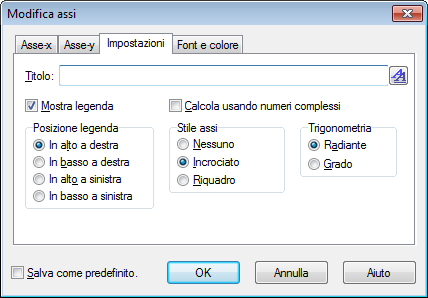 Modifica assi
Asse-x Asse-y Impostazioni Font e colore
Titolo:
Mostra legenda Calcola usando numeri complessi
Posizione legenda Stile assi Trigonometria
In alto a destra Nessuno Radiante
In basso a destra Incrociato Grado
In alto a sinistra Riquadro
In basso a sinistra
Salva come predefinito. OK Annulla Aiuto